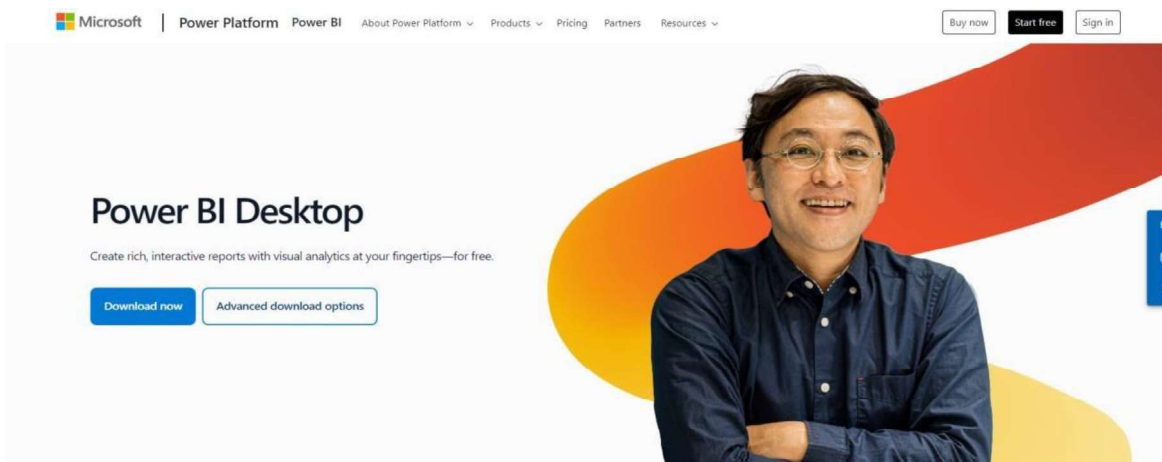 Microsoft | Power Platform Power BI About Power Platform Products Pricing Partners Resources Buy now Start free Sign in
Power BI Desktop
Create rich, interactive reports with visual analytics at your fingertips—for free.
Download now Advanced download options